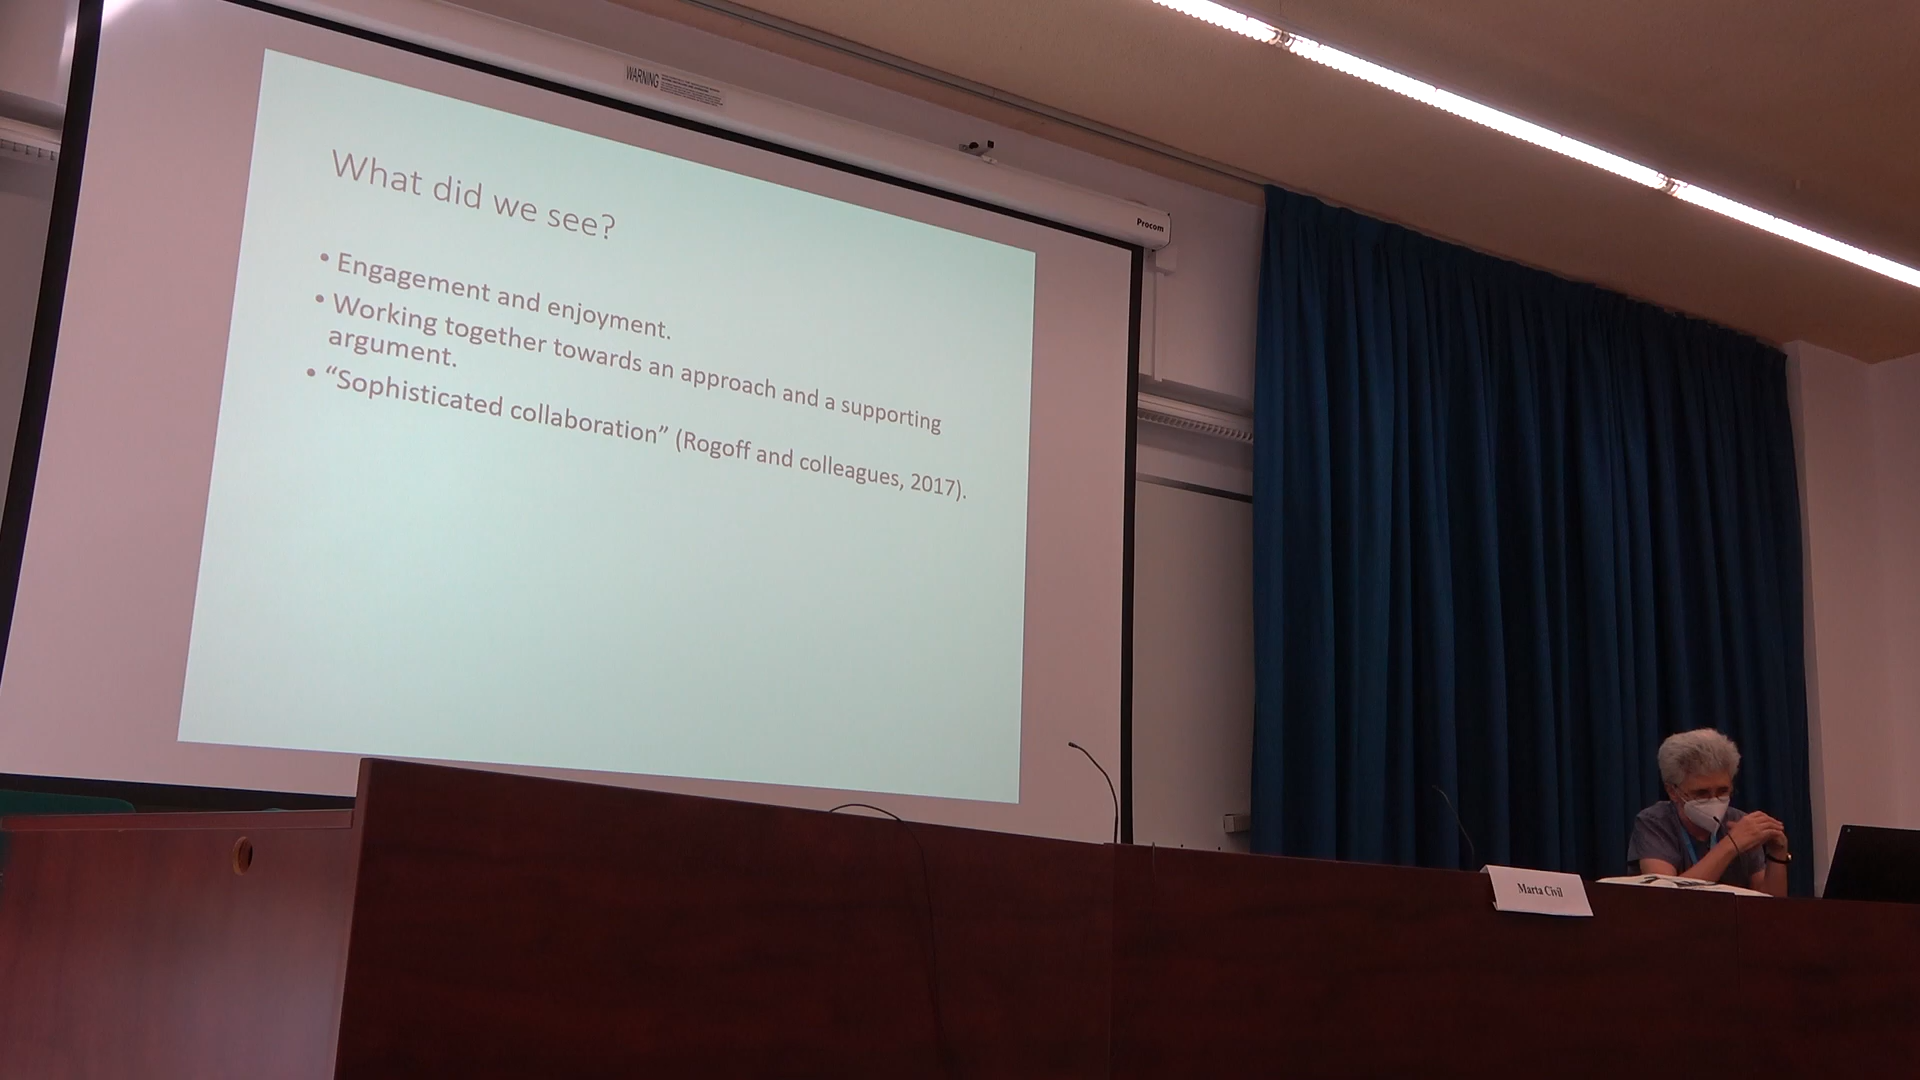 WARNING
Procom
What did we see?
• Engagement and enjoyment.
• Working together towards an approach and a supporting
argument.
• “Sophisticated collaboration” (Rogoff and colleagues, 2017).
Marta Civil